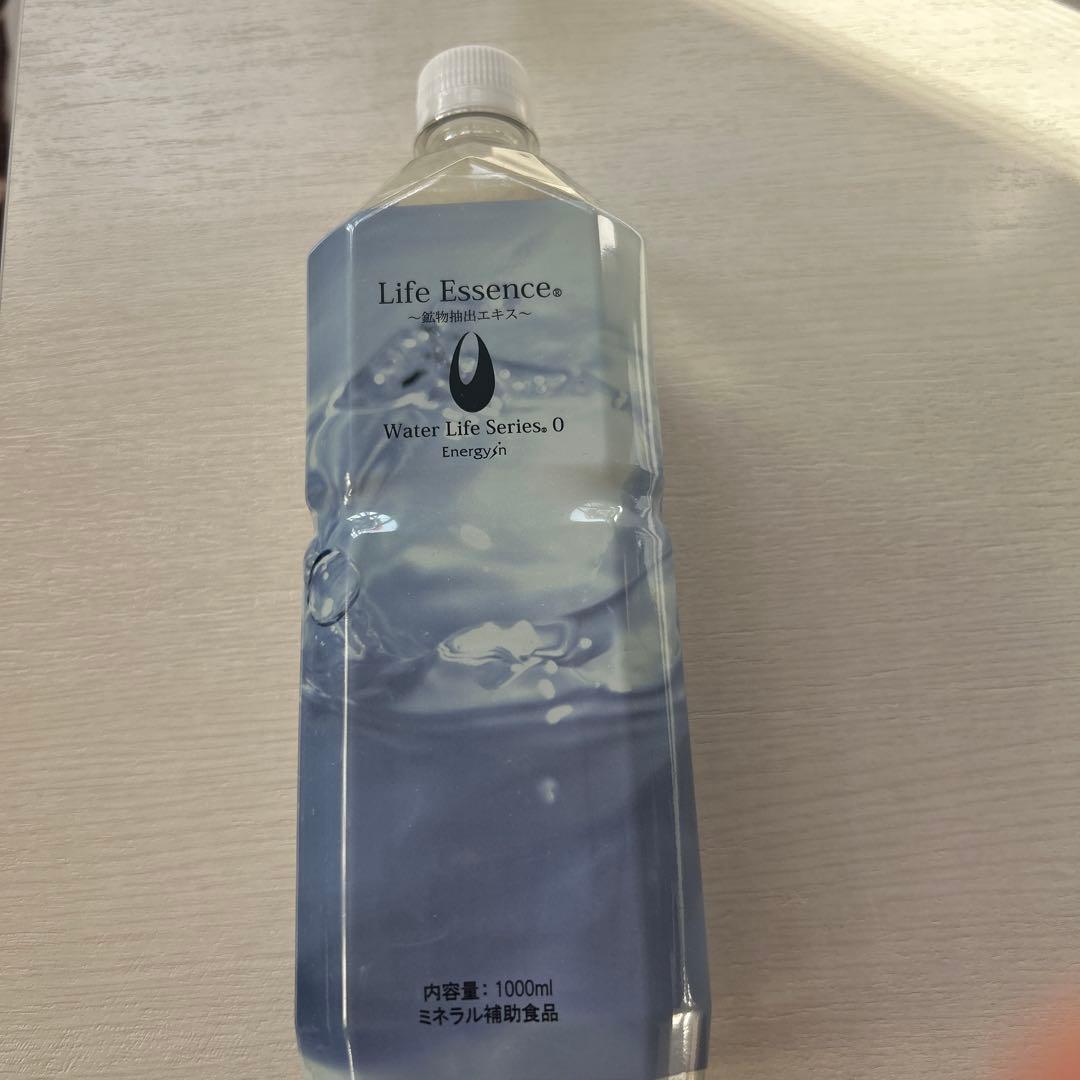 Life Essence®
～鉱物抽出エキス～
Water Life Series® 0
Energy in
内容量：1000ml
ミネラル補助食品